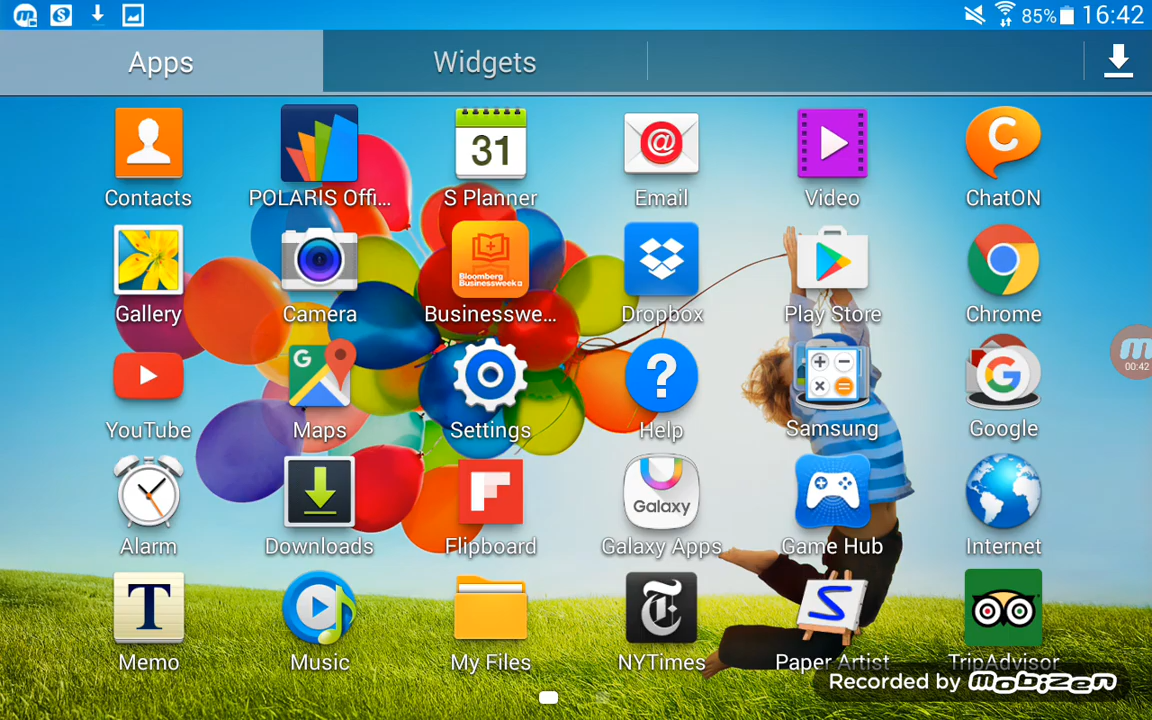 85% 16:42
Apps Widgets
31 @ C
Contacts POLARIS Offi... S Planner Email Video ChatON
Bloomberg
Businessweek+
Gallery Camera Businesswe... Dropbox Play Store Chrome
G ? G
00:42
YouTube Maps Settings Help Samsung Google
Galaxy
Alarm Downloads Flipboard Galaxy Apps Game Hub Internet
T
Memo Music My Files NYTimes Paper Artist TripAdvisor
Recorded by mobizen